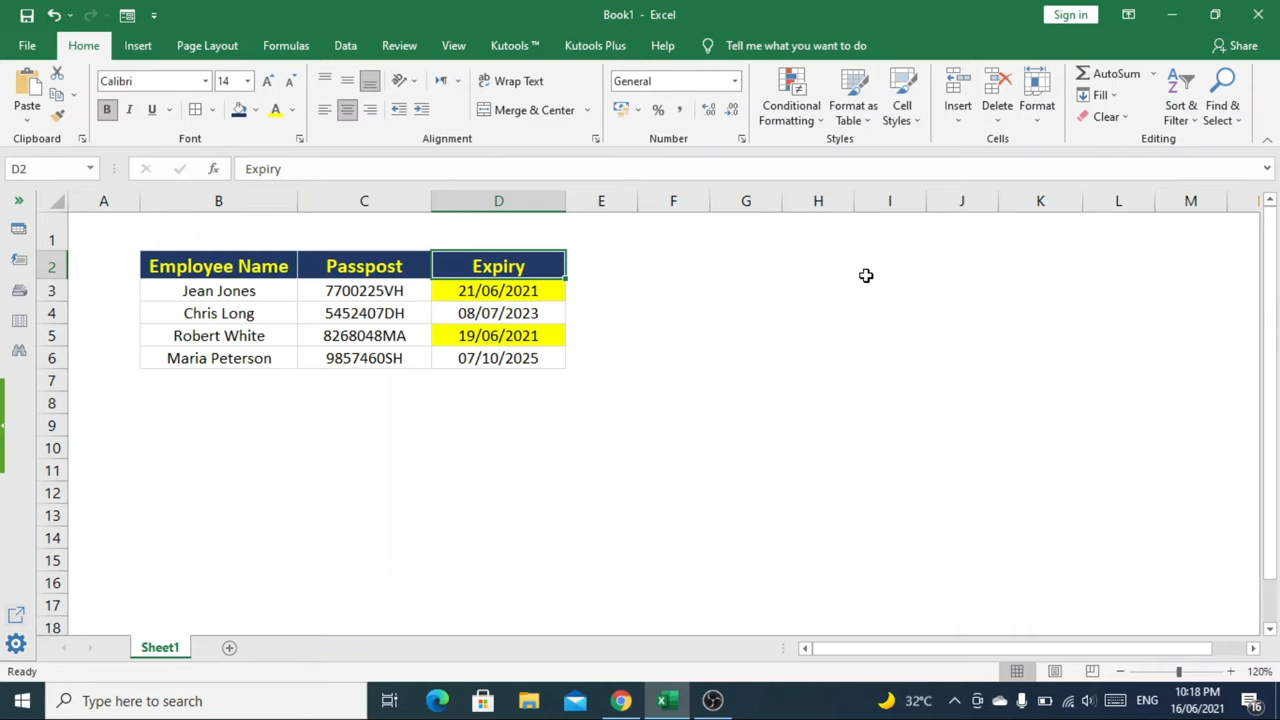 Book1 - Excel
Sign in
File Home Insert Page Layout Formulas Data Review View Kutools ™ Kutools Plus Help Tell me what you want to do Share
Paste
Clipboard
Calibri 14
B I U
Font
Wrap Text
Merge & Center
Alignment
General
Number
Conditional Formatting
Format as Table
Cell Styles
Styles
Insert
Delete
Format
Cells
AutoSum
Fill
Clear
Sort & Filter
Find & Select
Editing
D2 fx Expiry
A B C D E F G H I J K L M
1
2 Employee Name Passpost Expiry
3 Jean Jones 7700225VH 21/06/2021
4 Chris Long 5452407DH 08/07/2023
5 Robert White 8268048MA 19/06/2021
6 Maria Peterson 9857460SH 07/10/2025
7
8
9
10
11
12
13
14
15
16
17
18
Sheet1
Ready 120%
Type here to search 32°C ENG 10:18 PM
16/06/2021 16